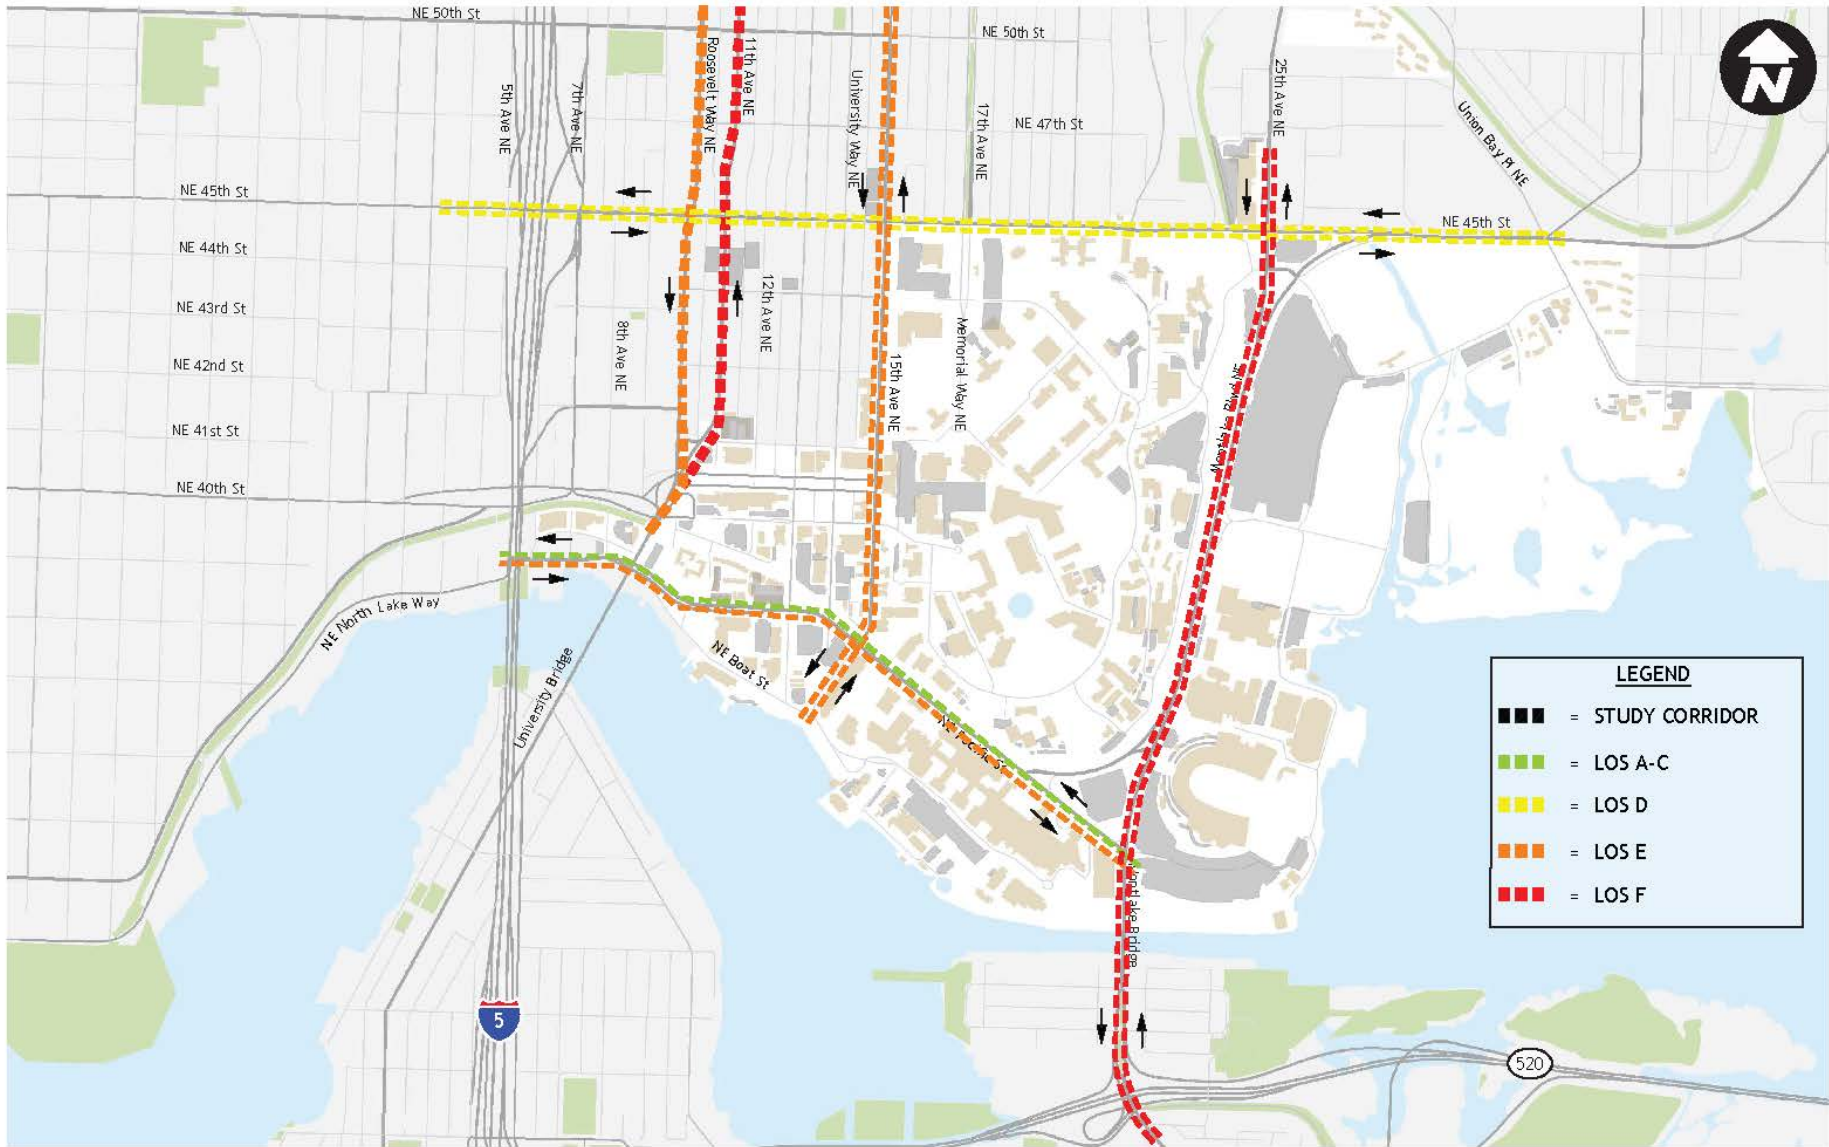 NE 50th St
NE 50th St
N
Roosevelt Way NE
11th Ave NE
University Way NE
5th Ave NE
7th Ave NE
17th Ave NE
25th Ave NE
Union Bay Pl NE
NE 47th St
NE 45th St
NE 45th St
NE 44th St
NE 43rd St
NE 42nd St
NE 41st St
NE 40th St
8th Ave NE
12th Ave NE
15th Ave NE
Memorial Way NE
NE North Lake Way
University Bridge
NE Boat St
NE Pacific St
Montlake Bridge
5
520
LEGEND
= STUDY CORRIDOR
= LOS A-C
= LOS D
= LOS E
= LOS F